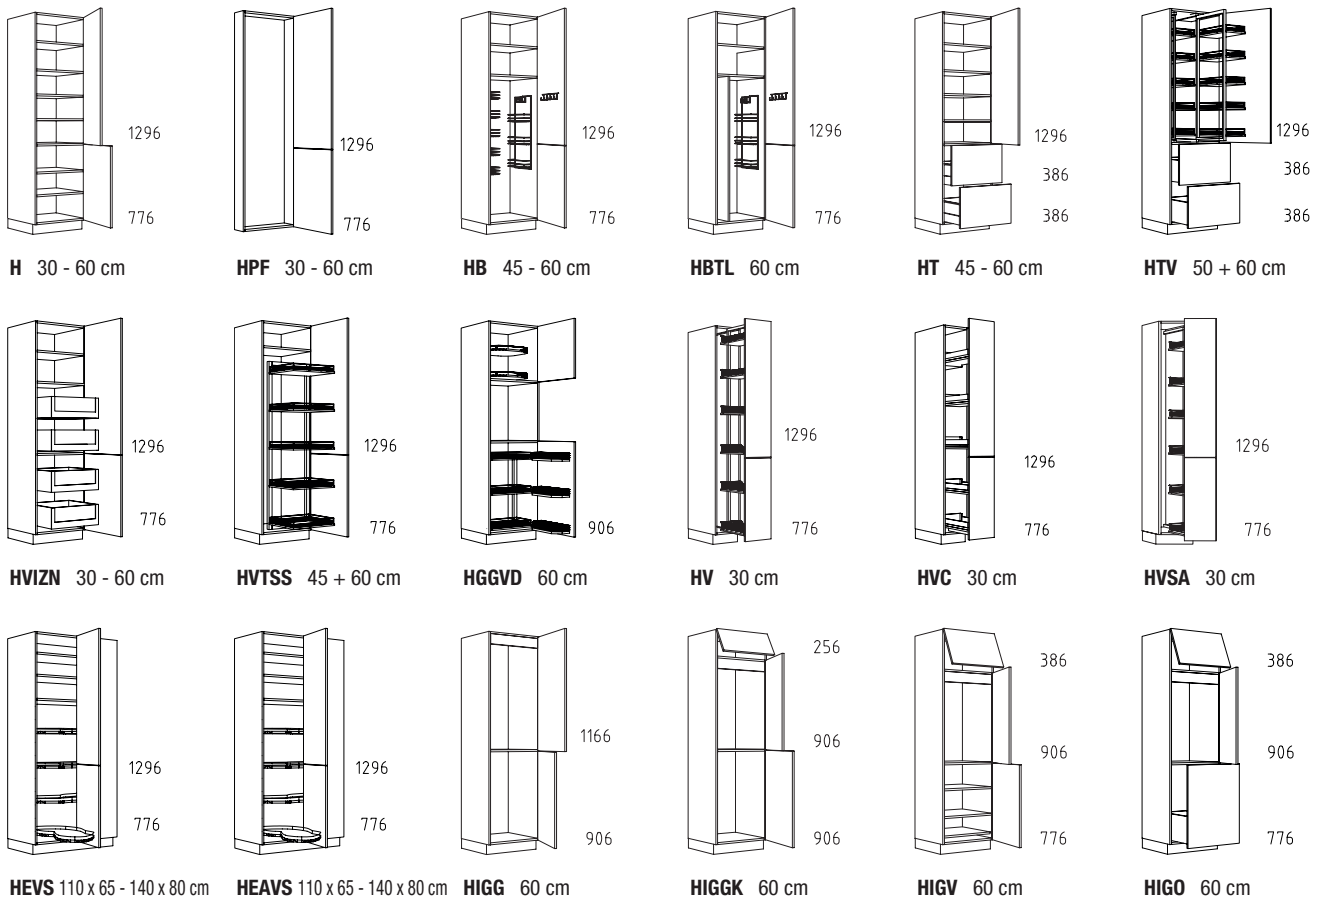 1296
776
H 30 - 60 cm
1296
776
HPF 30 - 60 cm
1296
776
HB 45 - 60 cm
1296
776
HBTL 60 cm
1296
386
386
HT 45 - 60 cm
1296
386
386
HTV 50 + 60 cm
1296
776
HVIZN 30 - 60 cm
1296
776
HVTSS 45 + 60 cm
906
HGGVD 60 cm
1296
776
HV 30 cm
1296
776
HVC 30 cm
1296
776
HVSA 30 cm
1296
776
HEVS 110 x 65 - 140 x 80 cm
1296
776
HEAVS 110 x 65 - 140 x 80 cm
1166
906
HIGG 60 cm
256
906
906
HIGGK 60 cm
386
906
776
HIGV 60 cm
386
906
776
HIGO 60 cm